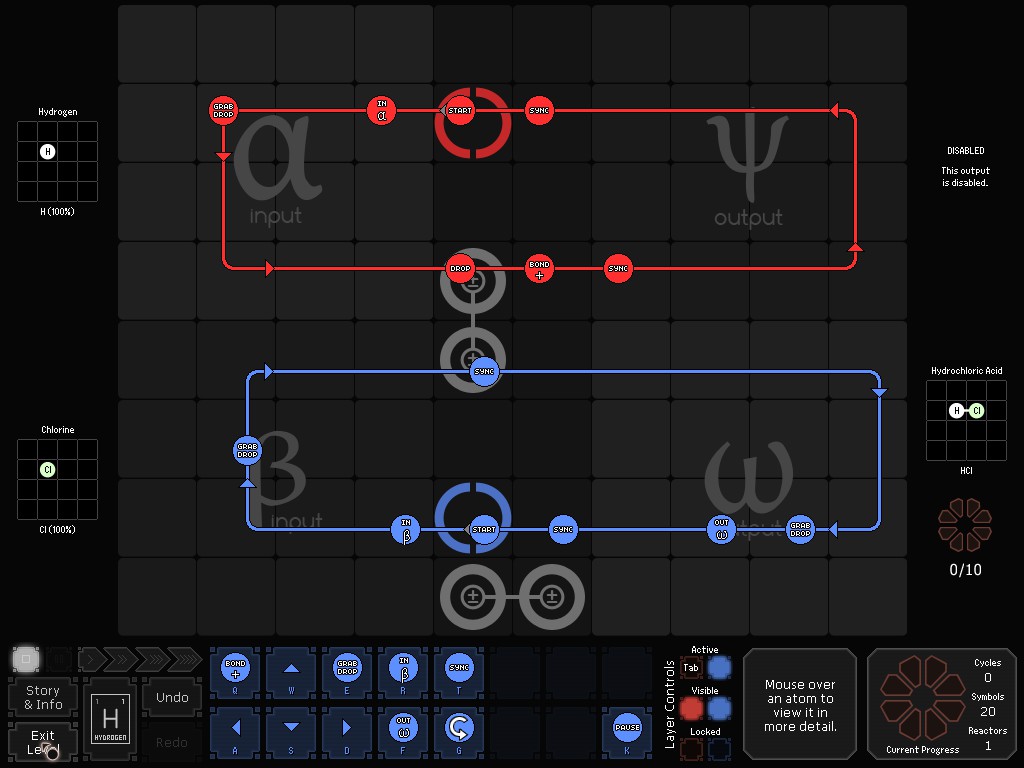 Hydrogen
H
H (100%)
GRAB
DROP
IN
α
START
SYNC
α
input
ψ
output
DISABLED
This output
is disabled.
DROP
BOND
+
SYNC
±
SYNC
Chlorine
Cl
Cl (100%)
GRAB
DROP
β
input
IN
β
START
SYNC
ω
OUT
ω
GRAB
DROP
Hydrochloric Acid
H
Cl
HCl
0/10
±
±
Story
& Info
Exit
1 1
H
HYDROGEN
Undo
Redo
BOND
+
Q
W
GRAB
DROP
E
IN
β
R
SYNC
T
A
S
D
OUT
ω
F
G
PAUSE
K
Layer Controls
Active
Tab
Visible
Locked
Mouse over
an atom to
view it in
more detail.
Current Progress
Cycles
0
Symbols
20
Reactors
1